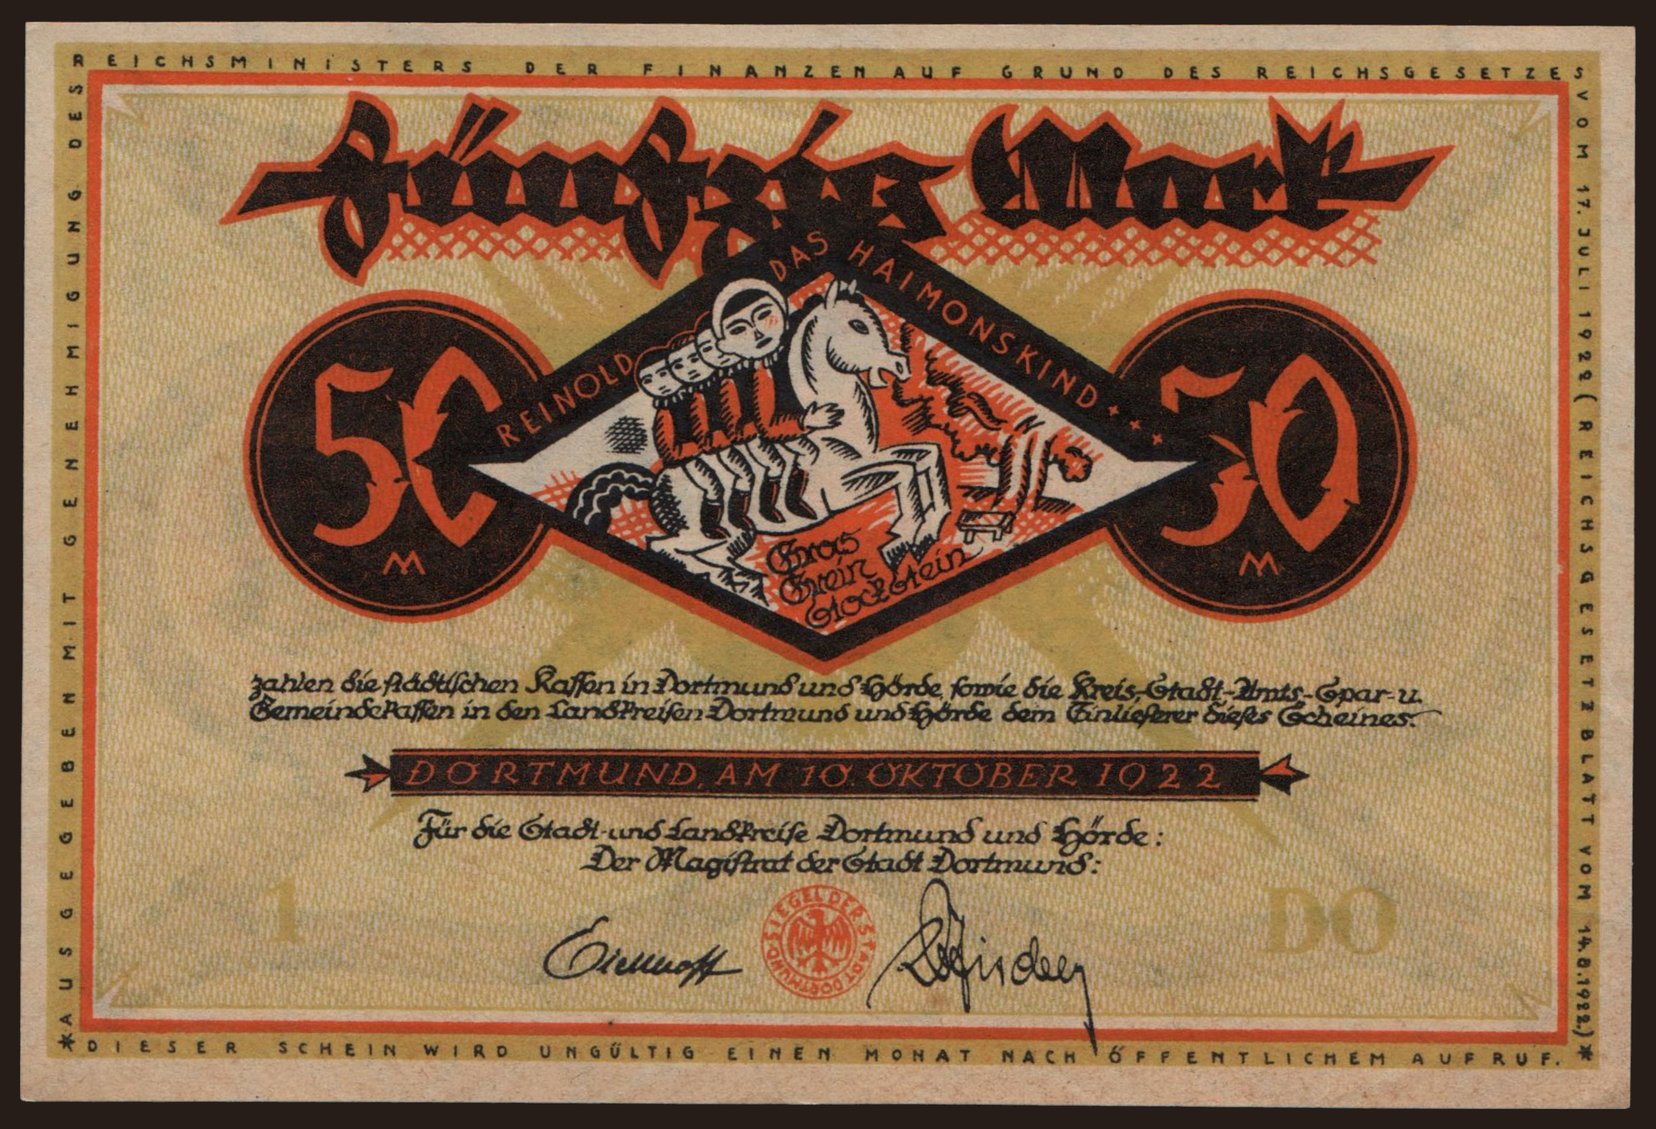 *AUSGEGEBEN MIT GENEHMIGUNG DES
REICHSMINISTERS DER FINANZEN AUF GRUND DES REICHSGESETZES
VOM 17. JULI 1922 (REICHSGESETZBLATT VOM 14.8.1922.)*
Fünfzig Mark
REINOLD DAS HAIMONSKIND
50
M
50
M
Gras
Grein
Stockstein
zahlen die städtischen Kassen in Dortmund und Hörde, sowie die Kreis-Stadt-Amts-Spar-u.
Gemeindekassen in den Landkreisen Dortmund und Hörde dem Einlieferer dieses Scheines.
DORTMUND, AM 10. OKTOBER 1922
Für die Stadt- und Landkreise Dortmund und Hörde:
Der Magistrat der Stadt Dortmund:
1
DO
Eichhoff
SIEGEL DER STADT DORTMUND
DIESER SCHEIN WIRD UNGÜLTIG EINEN MONAT NACH ÖFFENTLICHEM AUFRUF.